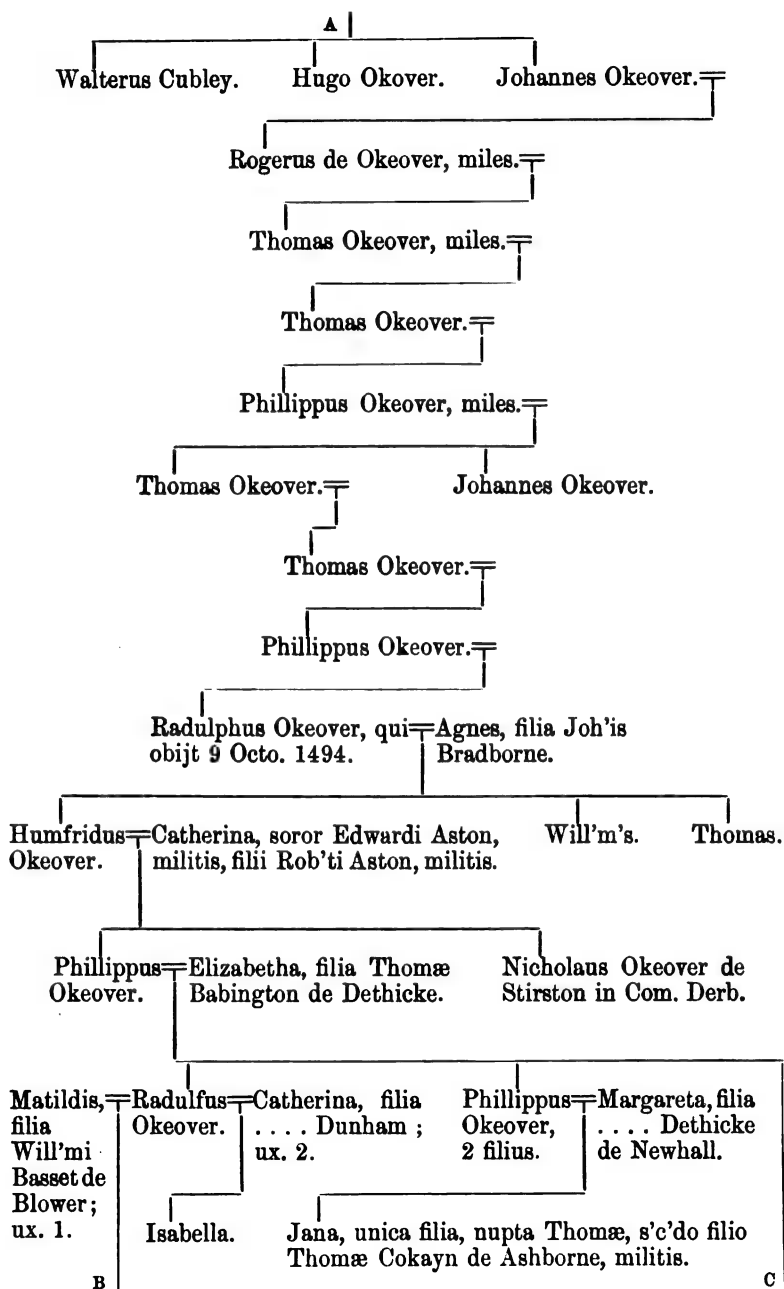 A
Walterus Cubley. Hugo Okover. Johannes Okeover.
Rogerus de Okeover, miles.
Thomas Okeover, miles.
Thomas Okeover.
Phillippus Okeover, miles.
Thomas Okeover. Johannes Okeover.
Thomas Okeover.
Phillippus Okeover.
Radulphus Okeover, qui
obijt 9 Octo. 1494.
Agnes, filia Joh'is
Bradborne.
Humfridus
Okeover.
Catherina, soror Edwardi Aston,
militis, filii Rob'ti Aston, militis.
Will'm's.
Thomas.
Phillippus
Okeover.
Elizabetha, filia Thomæ
Babington de Dethicke.
Nicholaus Okeover de
Stirston in Com. Derb.
Matildis,
filia
Will'mi
Basset de
Blower;
ux. 1.
Radulfus
Okeover.
Catherina, filia
.... Dunham ;
ux. 2.
Phillippus
Okeover,
2 filius.
Margareta, filia
.... Dethicke
de Newhall.
Isabella.
Jana, unica filia, nupta Thomæ, s'c'do filio
Thomæ Cokayn de Ashborne, militis.
B
C